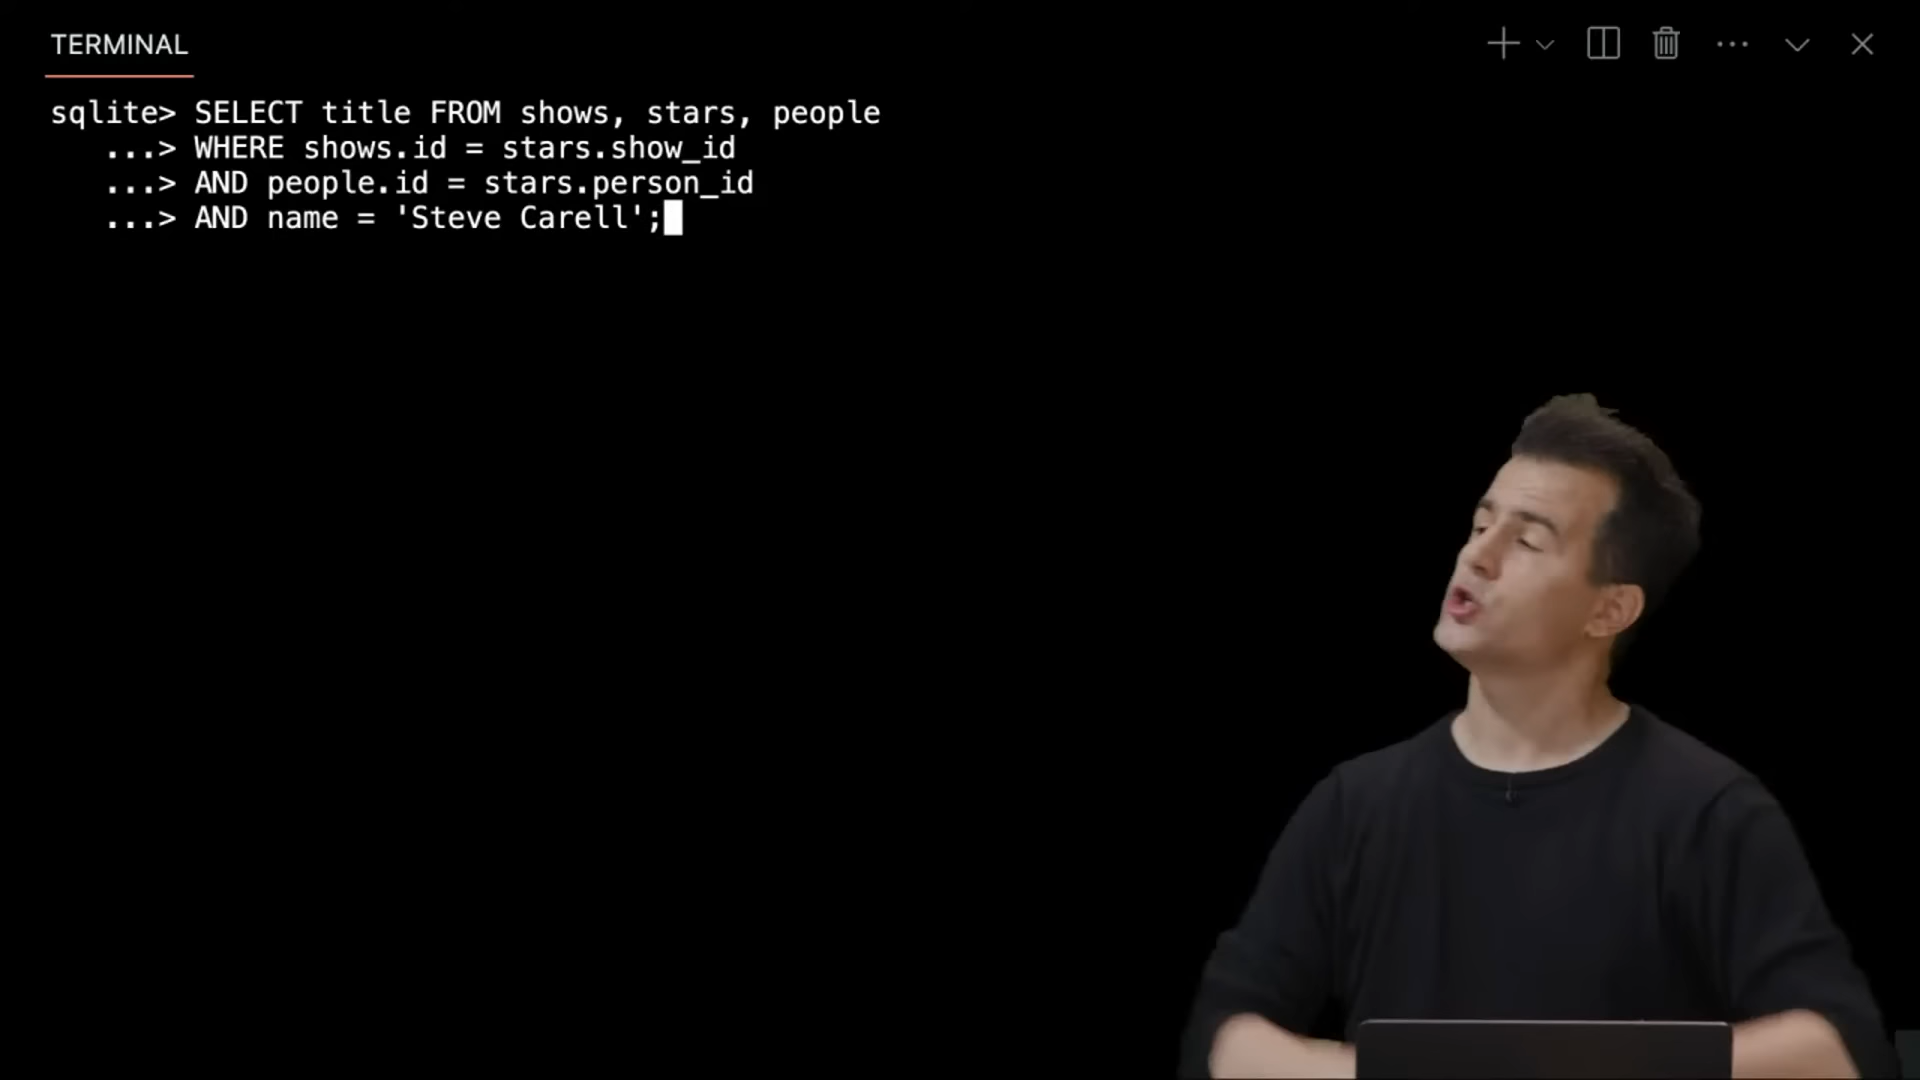 TERMINAL
sqlite> SELECT title FROM shows, stars, people
...> WHERE shows.id = stars.show_id
...> AND people.id = stars.person_id
...> AND name = 'Steve Carell';